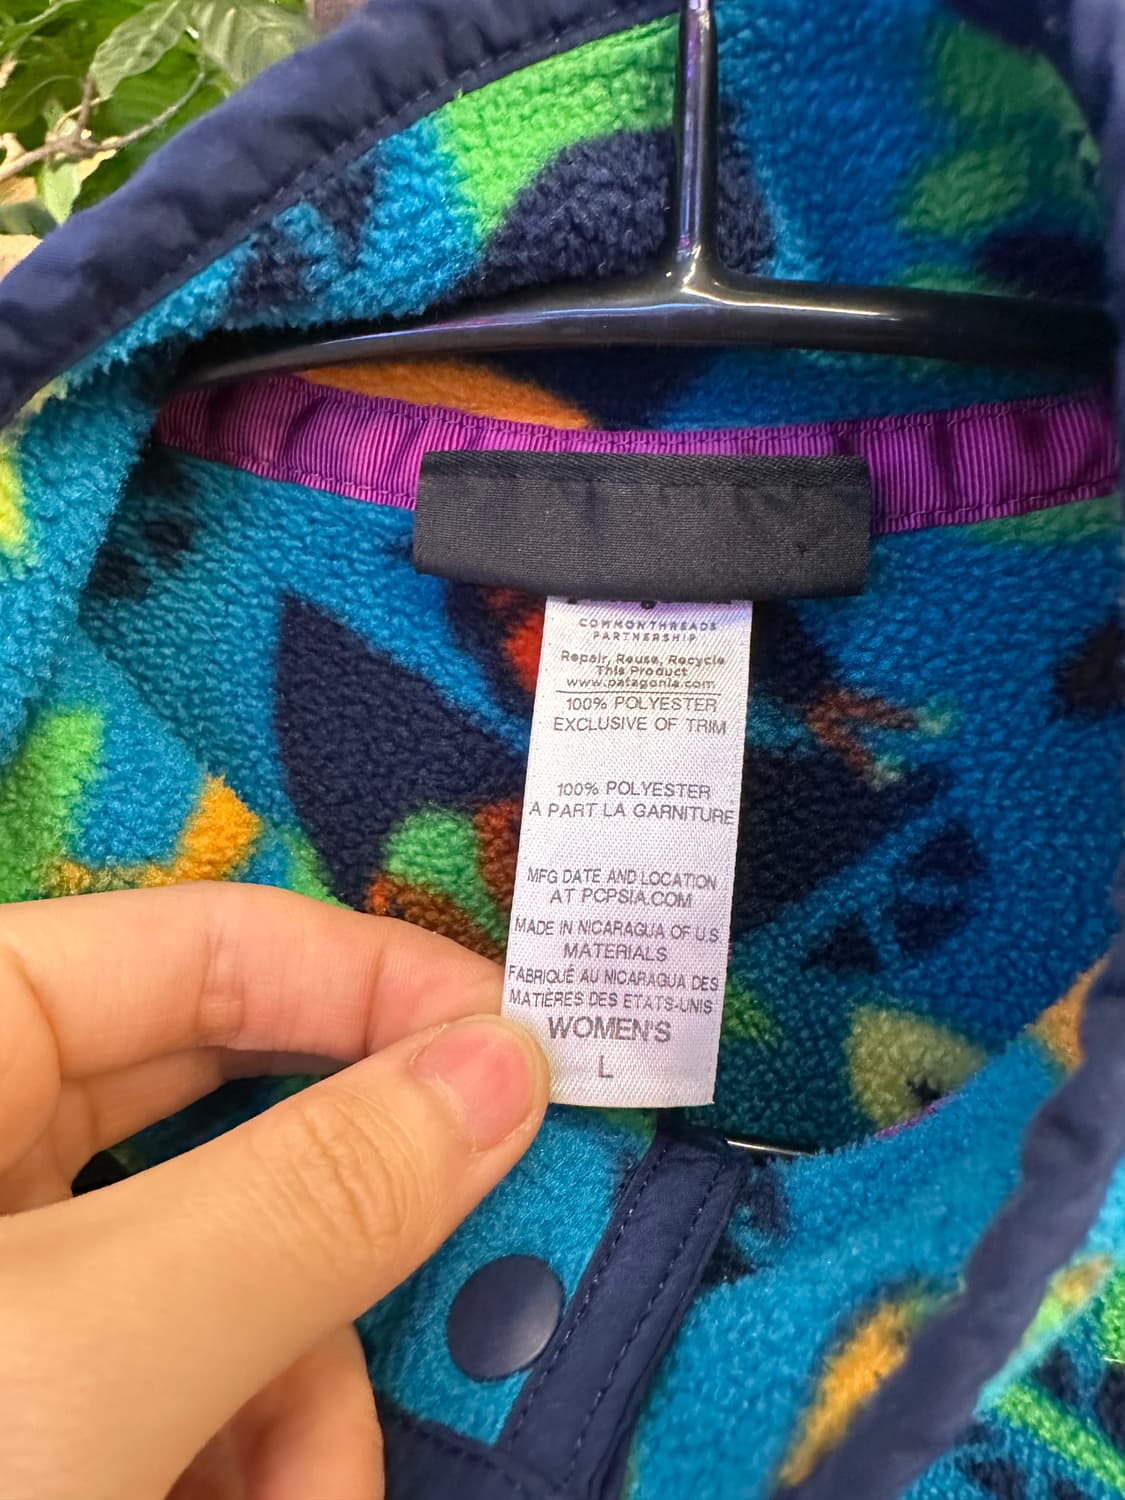 COMMONTHREADS
PARTNERSHIP
Repair, Reuse, Recycle
This Product
www.patagonia.com
100% POLYESTER
EXCLUSIVE OF TRIM
100% POLYESTER
A PART LA GARNITURE
MFG DATE AND LOCATION
AT PCPSIA.COM
MADE IN NICARAGUA OF U.S
MATERIALS
FABRIQUÉ AU NICARAGUA DES
MATIÈRES DES ETATS-UNIS
WOMEN'S
L